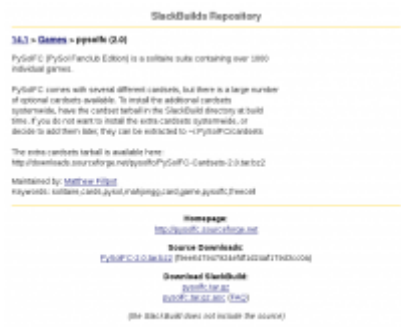 SlackBuilds Repository
14.1 > Games > pysolfc (2.0)
PySolFC (PySol Fanclub Edition) is a solitaire suite containing over 1000
individual games.
PySolFC comes with several different cardsets, but there is a large number
of optional cardsets available. To install the additional cardsets
systemwide, have the cardset tarball in the SlackBuild directory at build
time. If you do not want to install the extra cardsets systemwide, or
decide to add them later, they can be extracted to ~/.PySolFC/cardsets
The extra cardsets tarball is available here:
http://downloads.sourceforge.net/pysolfc/PySolFC-Cardsets-2.0.tar.bz2
Maintained by: Matthew
Keywords: solitaire,cards,pysol,mahjongg,card,game,pysolfc,freecell
Homepage:
http://pysolfc.sourceforge.net
Source Downloads:
PySolFC-2.0.tar.bz2
Download SlackBuild:
pysolfc.tar.gz
pysolfc.tar.gz.asc (FAQ)
(the SlackBuild does not include the source)